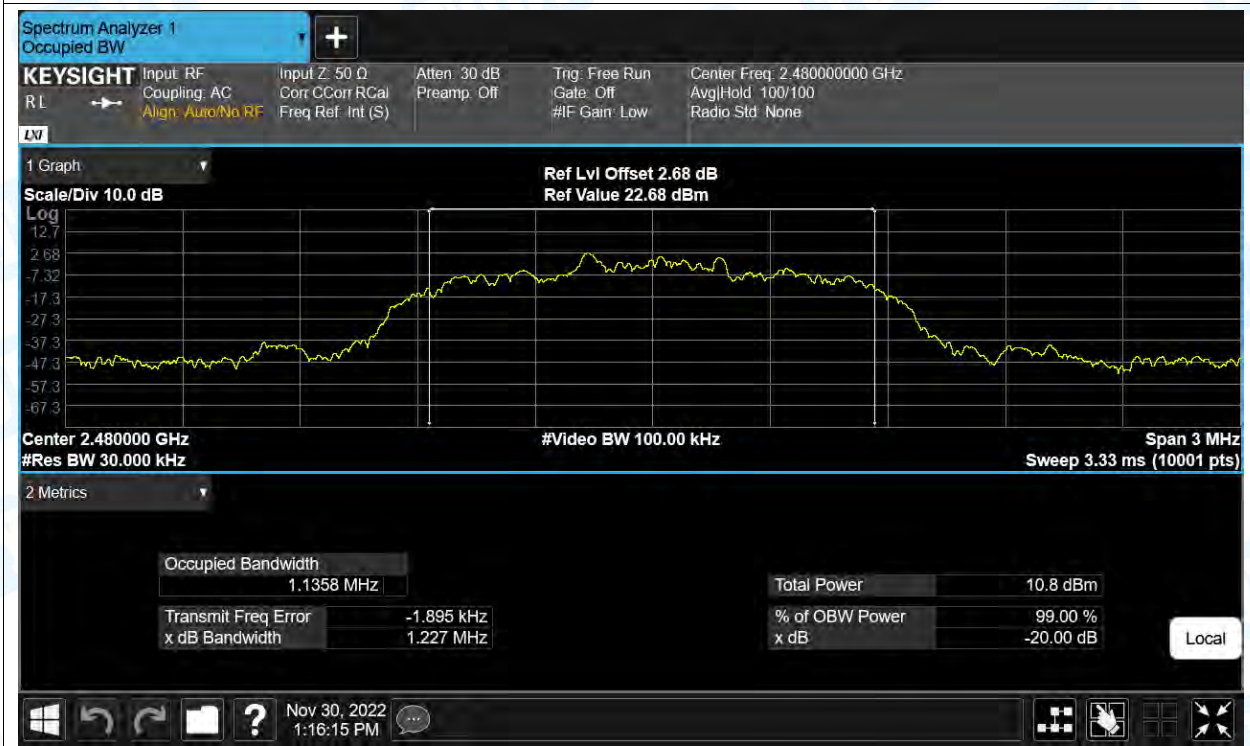 Spectrum Analyzer 1
Occupied BW
+
KEYSIGHT
RL
LXI
Input: RF
Coupling: AC
Align: Auto/No RF
Input Z: 50 Ω
Corr CCorr RCal
Freq Ref: Int (S)
Atten: 30 dB
Preamp: Off
Trig: Free Run
Gate: Off
#IF Gain: Low
Center Freq: 2.480000000 GHz
Avg|Hold: 100/100
Radio Std: None
1 Graph
Scale/Div 10.0 dB
Ref Lvl Offset 2.68 dB
Ref Value 22.68 dBm
Log
12.7
2.68
-7.32
-17.3
-27.3
-37.3
-47.3
-57.3
-67.3
Center 2.480000 GHz
#Res BW 30.000 kHz
#Video BW 100.00 kHz
Span 3 MHz
Sweep 3.33 ms (10001 pts)
2 Metrics
Occupied Bandwidth
1.1358 MHz
Transmit Freq Error -1.895 kHz
x dB Bandwidth 1.227 MHz
Total Power 10.8 dBm
% of OBW Power 99.00 %
x dB -20.00 dB
Local
?
Nov 30, 2022
1:16:15 PM